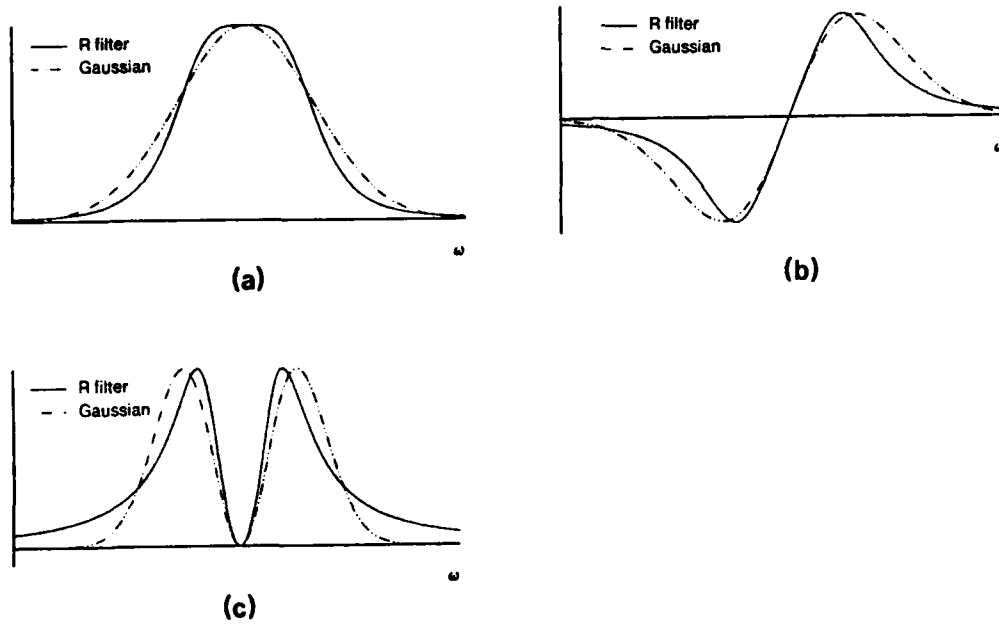 R filter
Gaussian
ω
(a)
R filter
Gaussian
ω
(b)
R filter
Gaussian
ω
(c)